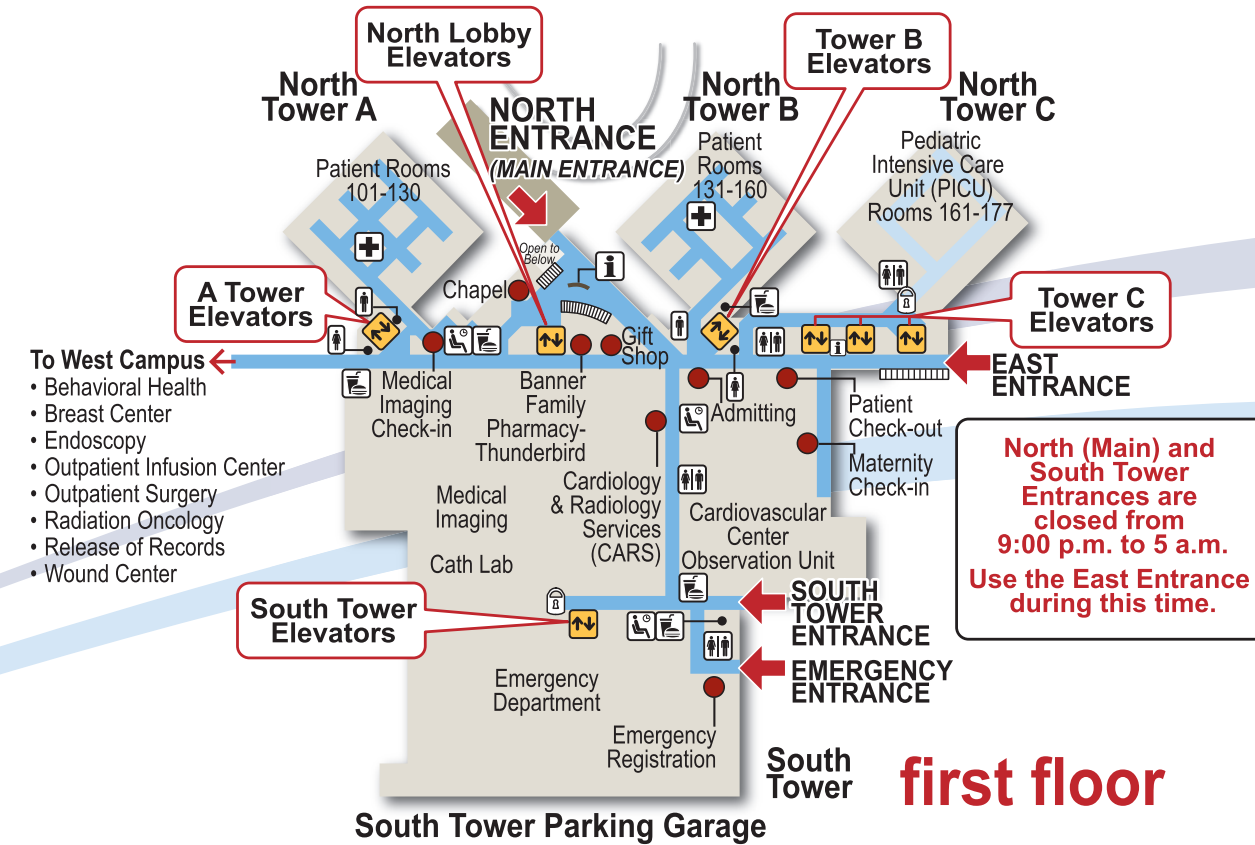 North Lobby
Elevators
Tower B
Elevators
North
Tower A
NORTH
ENTRANCE
(MAIN ENTRANCE)
North
Tower B
North
Tower C
Patient Rooms
101-130
Patient
Rooms
131-160
Pediatric
Intensive Care
Unit (PICU)
Rooms 161-177
Open to
Below
i
Chapel
A Tower
Elevators
Tower C
Elevators
Gift
Shop
i
To West Campus
• Behavioral Health
• Breast Center
• Endoscopy
• Outpatient Infusion Center
• Outpatient Surgery
• Radiation Oncology
• Release of Records
• Wound Center
EAST
ENTRANCE
Medical
Imaging
Check-in
Banner
Family
Pharmacy-
Thunderbird
Admitting
Patient
Check-out
Maternity
Check-in
Cardiology
& Radiology
Services
(CARS)
Medical
Imaging
Cath Lab
Cardiovascular
Center
Observation Unit
North (Main) and
South Tower
Entrances are
closed from
9:00 p.m. to 5 a.m.
Use the East Entrance
during this time.
South Tower
Elevators
SOUTH
TOWER
ENTRANCE
EMERGENCY
ENTRANCE
Emergency
Department
Emergency
Registration
South
Tower
first floor
South Tower Parking Garage